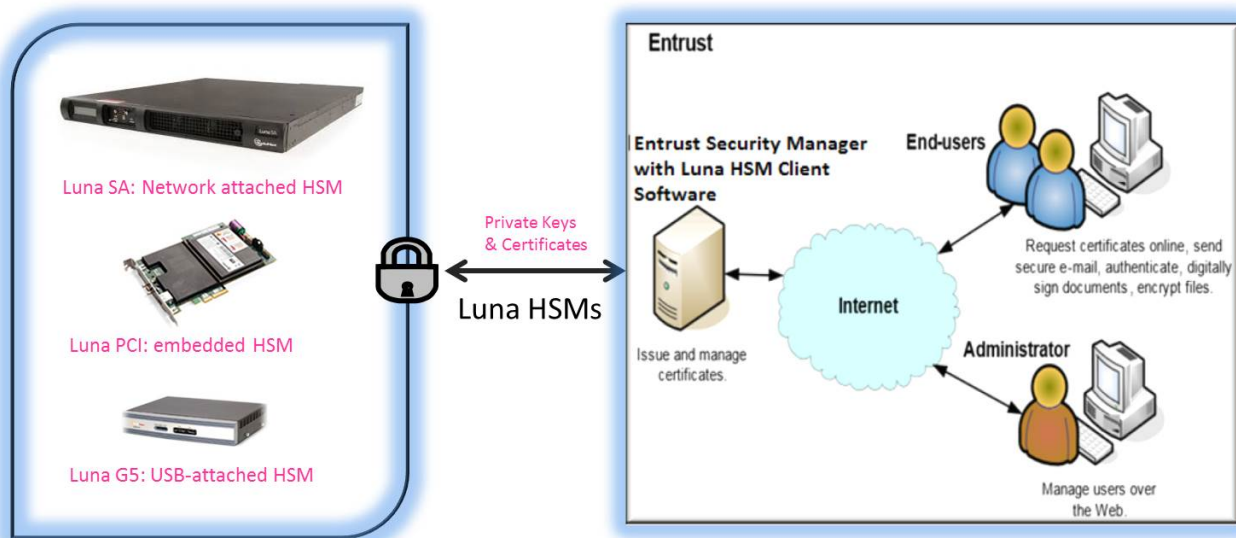 Luna SA
Luna SA: Network attached HSM
Luna PCI: embedded HSM
Luna G5: USB-attached HSM
Private Keys
& Certificates
Luna HSMs
Entrust
Entrust Security Manager
with Luna HSM Client
Software
Issue and manage
certificates.
Internet
End-users
Request certificates online, send
secure e-mail, authenticate, digitally
sign documents , encrypt files.
Administrator
Manage users over
the Web.